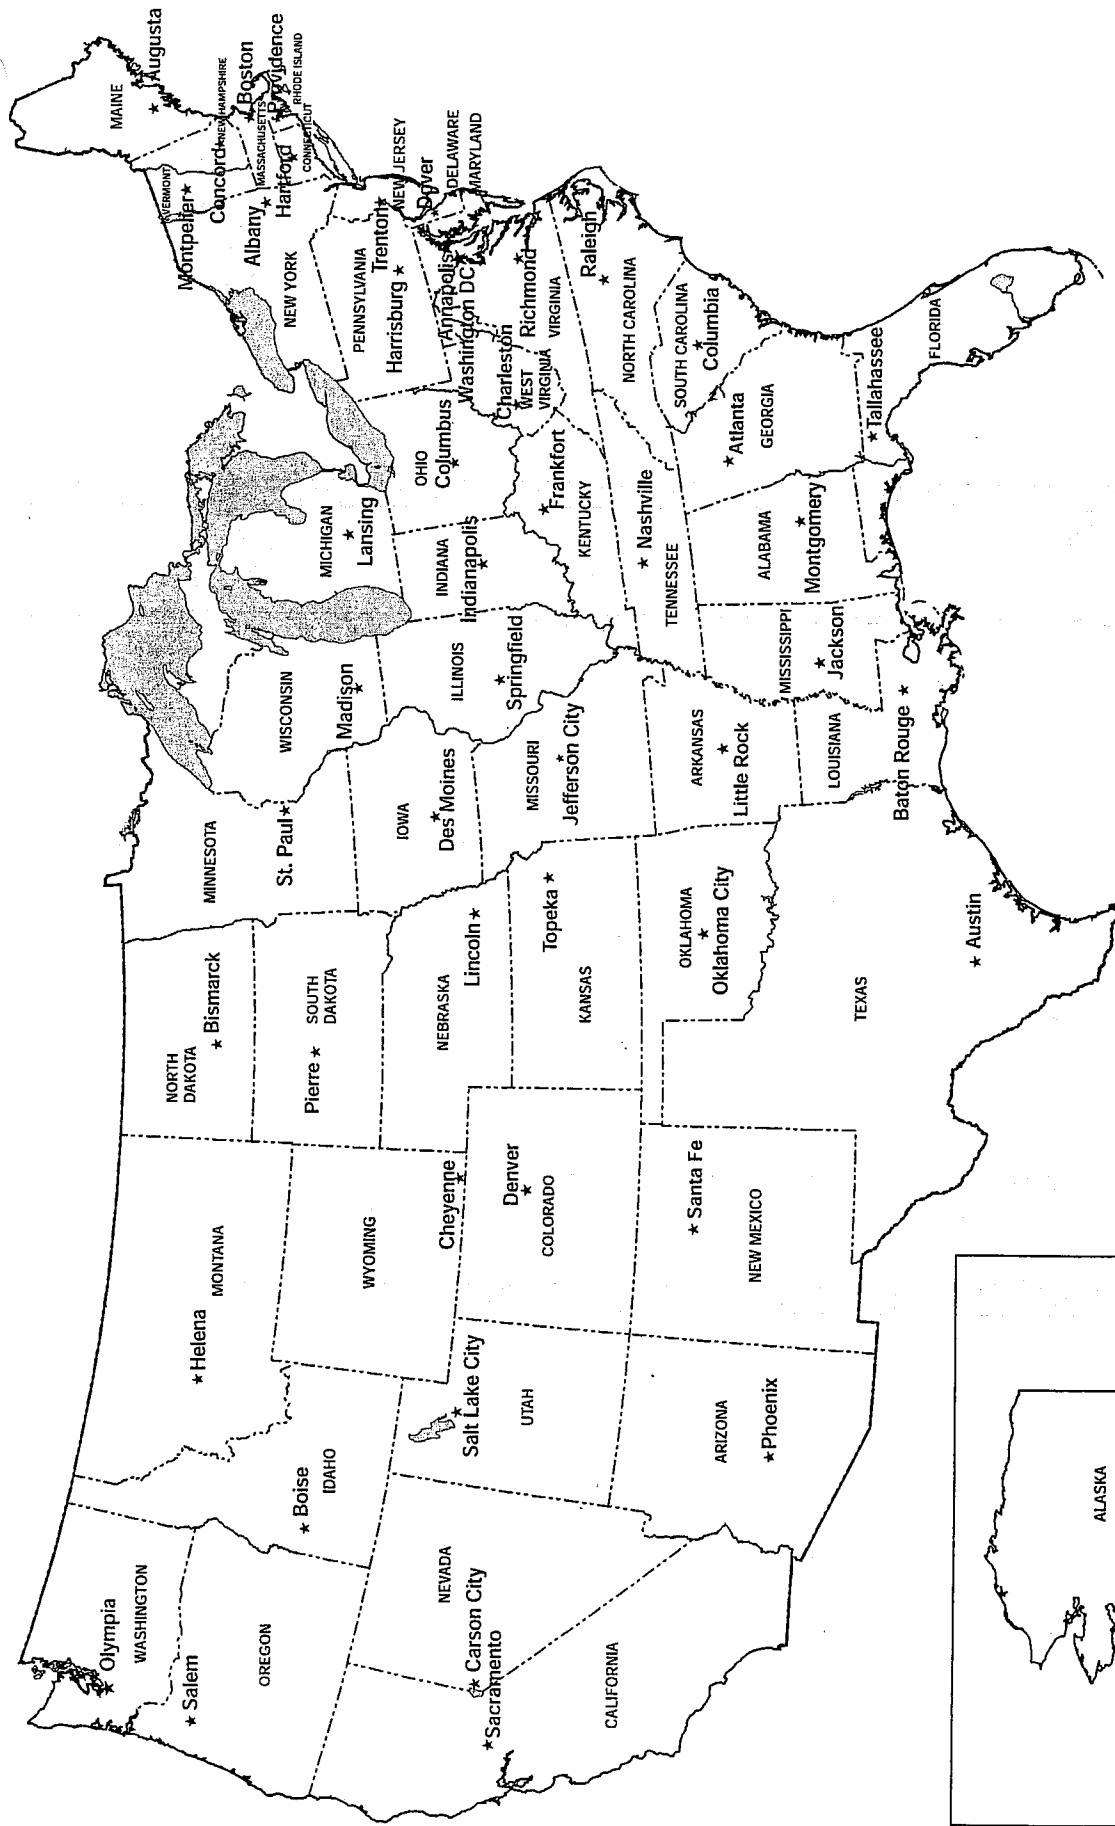 Olympia
WASHINGTON
Salem
OREGON
Boise
IDAHO
Helena
MONTANA
NORTH
DAKOTA
Bismarck
Pierre
SOUTH
DAKOTA
MINNESOTA
St. Paul
WISCONSIN
Madison
MICHIGAN
Lansing
WYOMING
Cheyenne
NEBRASKA
Lincoln
IOWA
Des Moines
ILLINOIS
Springfield
INDIANA
Indianapolis
OHIO
Columbus
NEVADA
Carson City
Sacramento
CALIFORNIA
Salt Lake City
UTAH
Denver
COLORADO
Topeka
KANSAS
MISSOURI
Jefferson City
Frankfort
KENTUCKY
Charleston
WEST
VIRGINIA
Richmond
VIRGINIA
Washington DC
Annapolis
MARYLAND
DELAWARE
Dover
NEW JERSEY
Trenton
PENNSYLVANIA
Harrisburg
NEW YORK
Albany
VERMONT
Montpelier
Concord
NEW HAMPSHIRE
MAINE
Augusta
Boston
MASSACHUSETTS
Providence
RHODE ISLAND
Hartford
CONNECTICUT
ARIZONA
Phoenix
Santa Fe
NEW MEXICO
OKLAHOMA
Oklahoma City
ARKANSAS
Little Rock
Nashville
TENNESSEE
Raleigh
NORTH CAROLINA
SOUTH CAROLINA
Columbia
Atlanta
GEORGIA
ALABAMA
Montgomery
MISSISSIPPI
Jackson
LOUISIANA
Baton Rouge
TEXAS
Austin
Tallahassee
FLORIDA
ALASKA